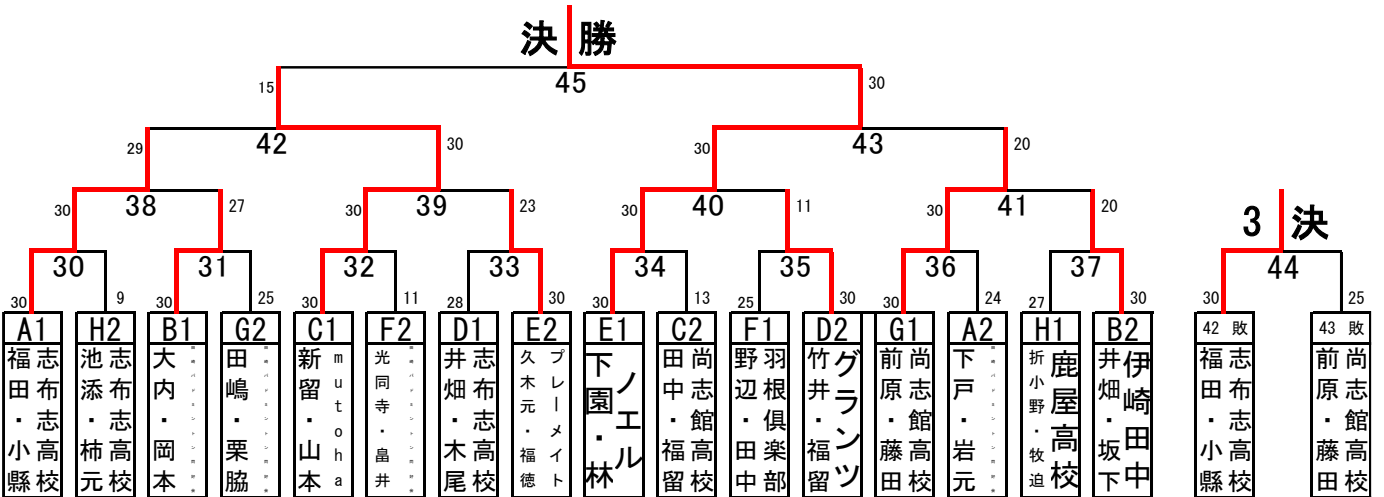 決 勝
45
15
30
42
43
29
30
30
20
38
39
40
41
30
27
30
23
30
11
30
20
3 決
30
31
32
33
34
35
36
37
44
30
9
30
25
30
11
28
30
30
13
25
30
30
24
27
30
30
25
A1
H2
B1
G2
C1
F2
D1
E2
E1
C2
F1
D2
G1
A2
H1
B2
42 敗
43 敗
志布志高校
福田・小縣
志布志高校
池添・柿元
大内・岡本
田嶋・栗脇
mutoha
新留・山本
光同寺・畠井
志布志高校
井畑・木尾
プレーメイト
久木元・福徳
ノエル
下園・林
尚志館高校
田中・福留
羽根倶楽部
野辺・田中
グランツ
竹井・福留
尚志館高校
前原・藤田
下戸・岩元
鹿屋高校
折小野・牧迫
伊崎田中
井畑・坂下
志布志高校
福田・小縣
尚志館高校
前原・藤田